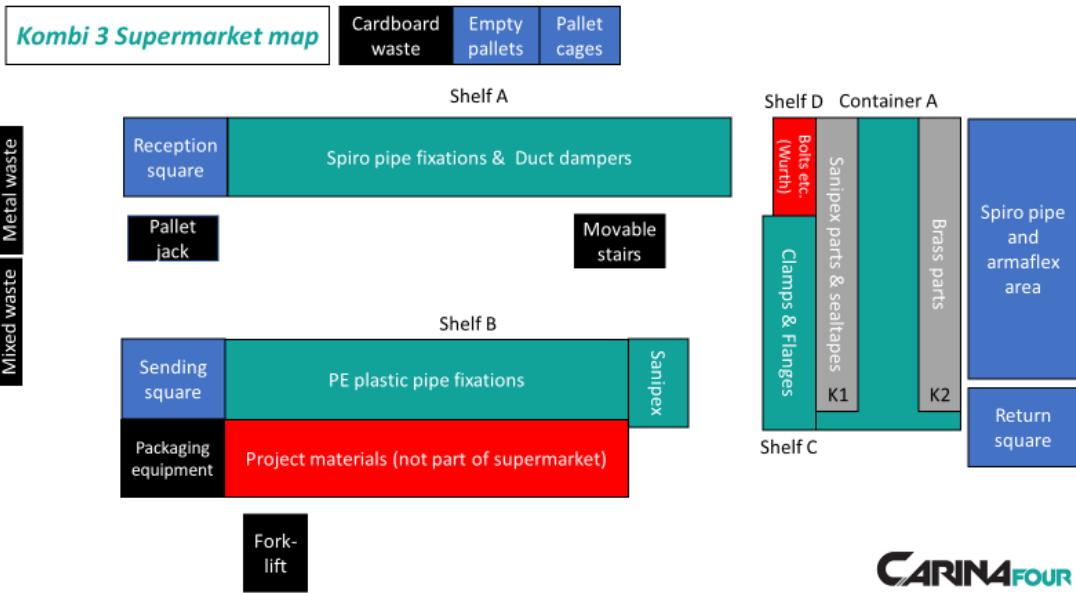 Kombi 3 Supermarket map
Cardboard
waste
Empty
pallets
Pallet
cages
Shelf A
Shelf D
Container A
Metal waste
Reception
square
Spiro pipe fixations & Duct dampers
Bolts etc.
(Wurth)
Sanipex parts & sealtapes
Brass parts
Spiro pipe
and
armaflex
area
Pallet
jack
Movable
stairs
Mixed waste
Clamps & Flanges
Shelf B
Sending
square
PE plastic pipe fixations
Sanipex
K1
K2
Return
square
Packaging
equipment
Project materials (not part of supermarket)
Shelf C
Fork-
lift
CARINA FOUR